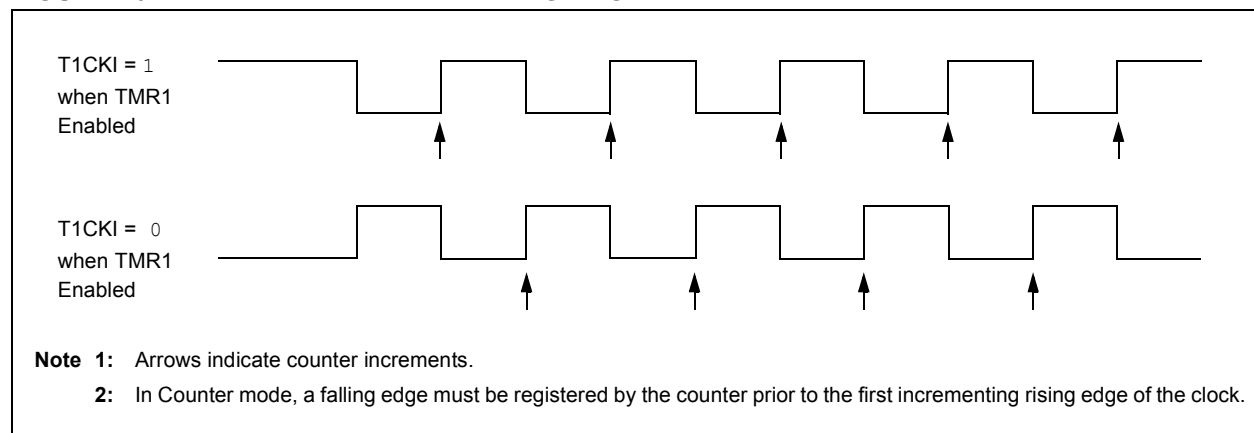 T1CKI = 1
when TMR1
Enabled
T1CKI = 0
when TMR1
Enabled
Note 1: Arrows indicate counter increments.
2: In Counter mode, a falling edge must be registered by the counter prior to the first incrementing rising edge of the clock.